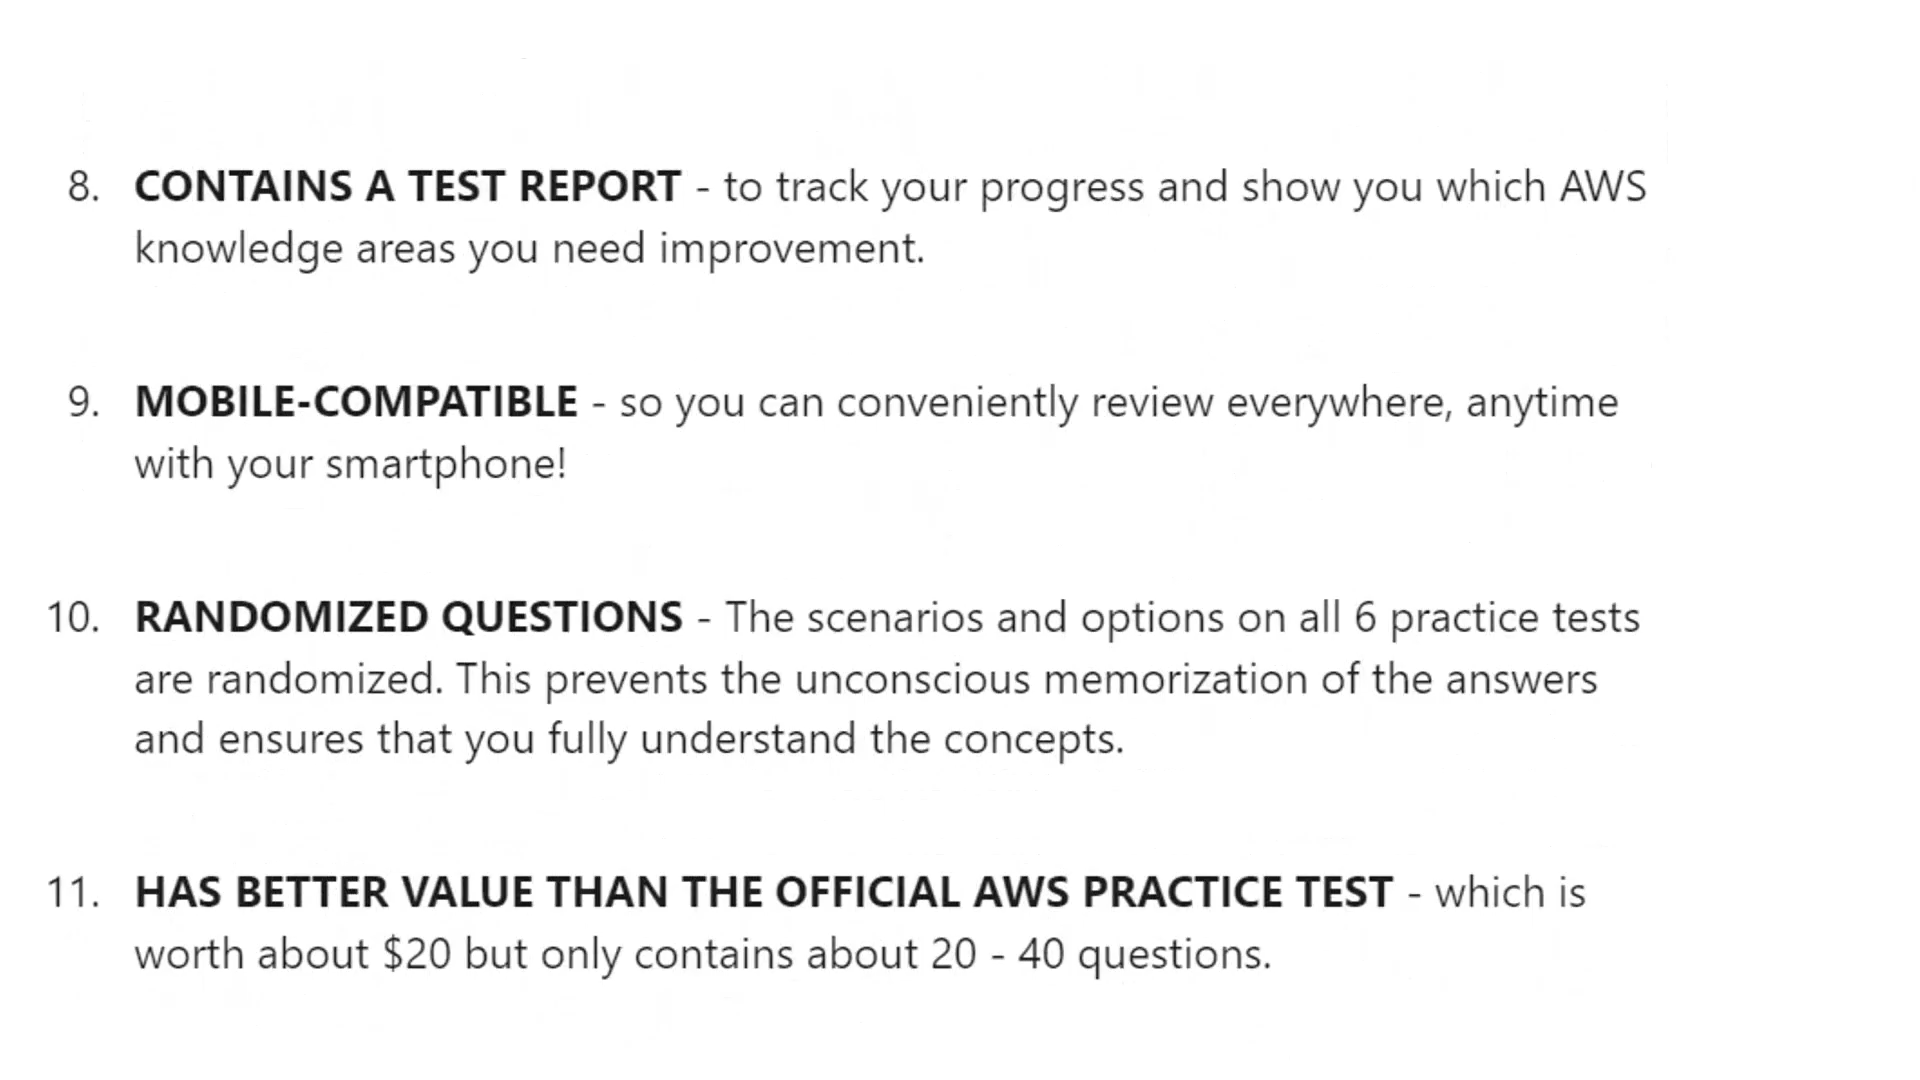 8. CONTAINS A TEST REPORT - to track your progress and show you which AWS
knowledge areas you need improvement.
9. MOBILE-COMPATIBLE - so you can conveniently review everywhere, anytime
with your smartphone!
10. RANDOMIZED QUESTIONS - The scenarios and options on all 6 practice tests
are randomized. This prevents the unconscious memorization of the answers
and ensures that you fully understand the concepts.
11. HAS BETTER VALUE THAN THE OFFICIAL AWS PRACTICE TEST - which is
worth about $20 but only contains about 20 - 40 questions.